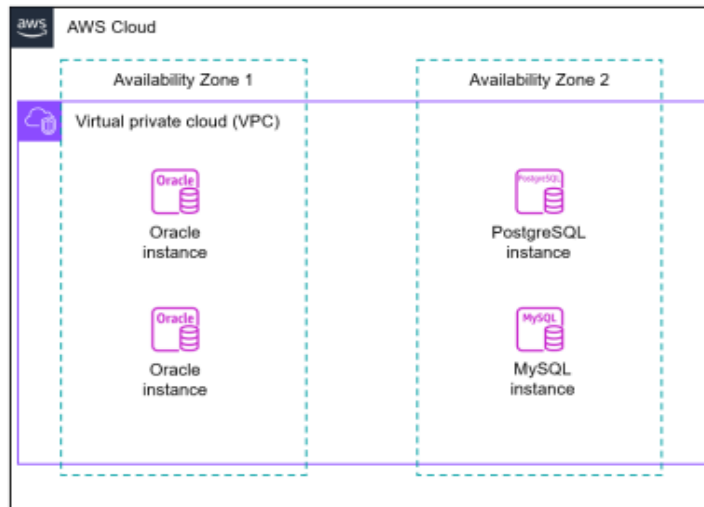 aws
AWS Cloud
Availability Zone 1
Availability Zone 2
Virtual private cloud (VPC)
Oracle
Oracle
instance
PostgreSQL
PostgreSQL
instance
Oracle
Oracle
instance
MySQL
MySQL
instance